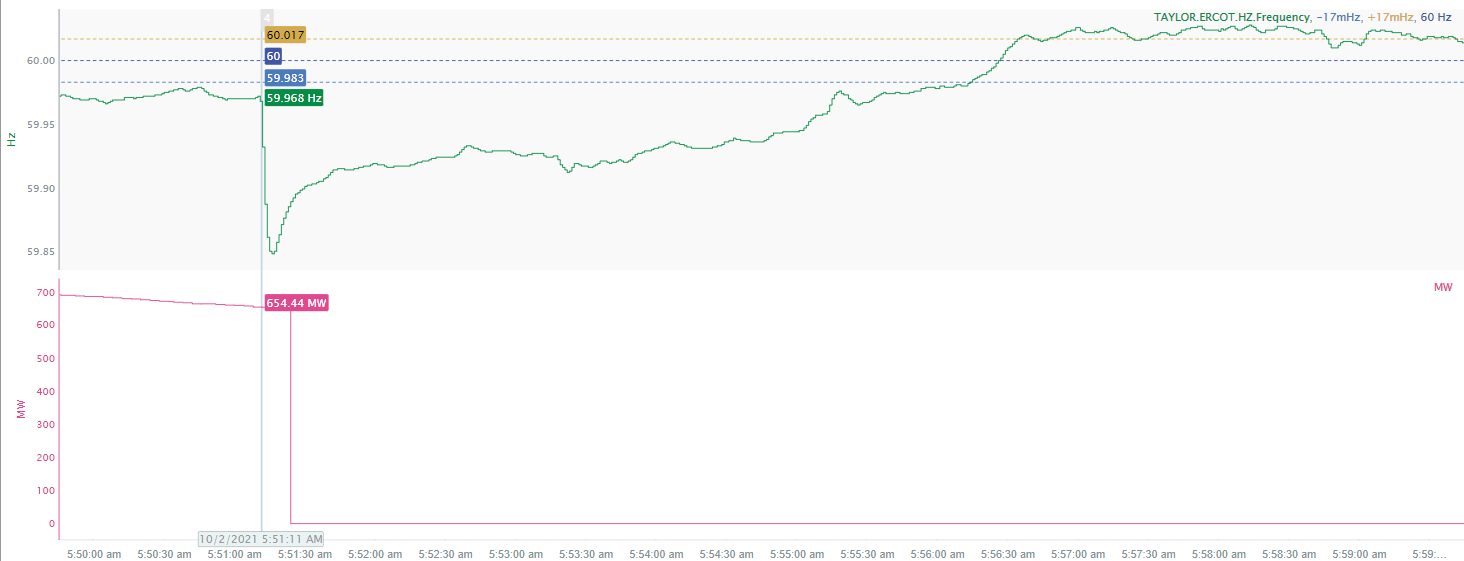 4
TAYLOR.ERCOT.HZ.Frequency, -17mHz, +17mHz, 60 Hz
60.017
60
60.00
59.983
59.968 Hz
59.95
Hz
59.90
59.85
MW
700
654.44 MW
600
500
400
MW
300
200
100
0
10/2/2021 5:51:11 AM
5:50:00 am 5:50:30 am 5:51:00 am 5:51:30 am 5:52:00 am 5:52:30 am 5:53:00 am 5:53:30 am 5:54:00 am 5:54:30 am 5:55:00 am 5:55:30 am 5:56:00 am 5:56:30 am 5:57:00 am 5:57:30 am 5:58:00 am 5:58:30 am 5:59:00 am 5:59:...